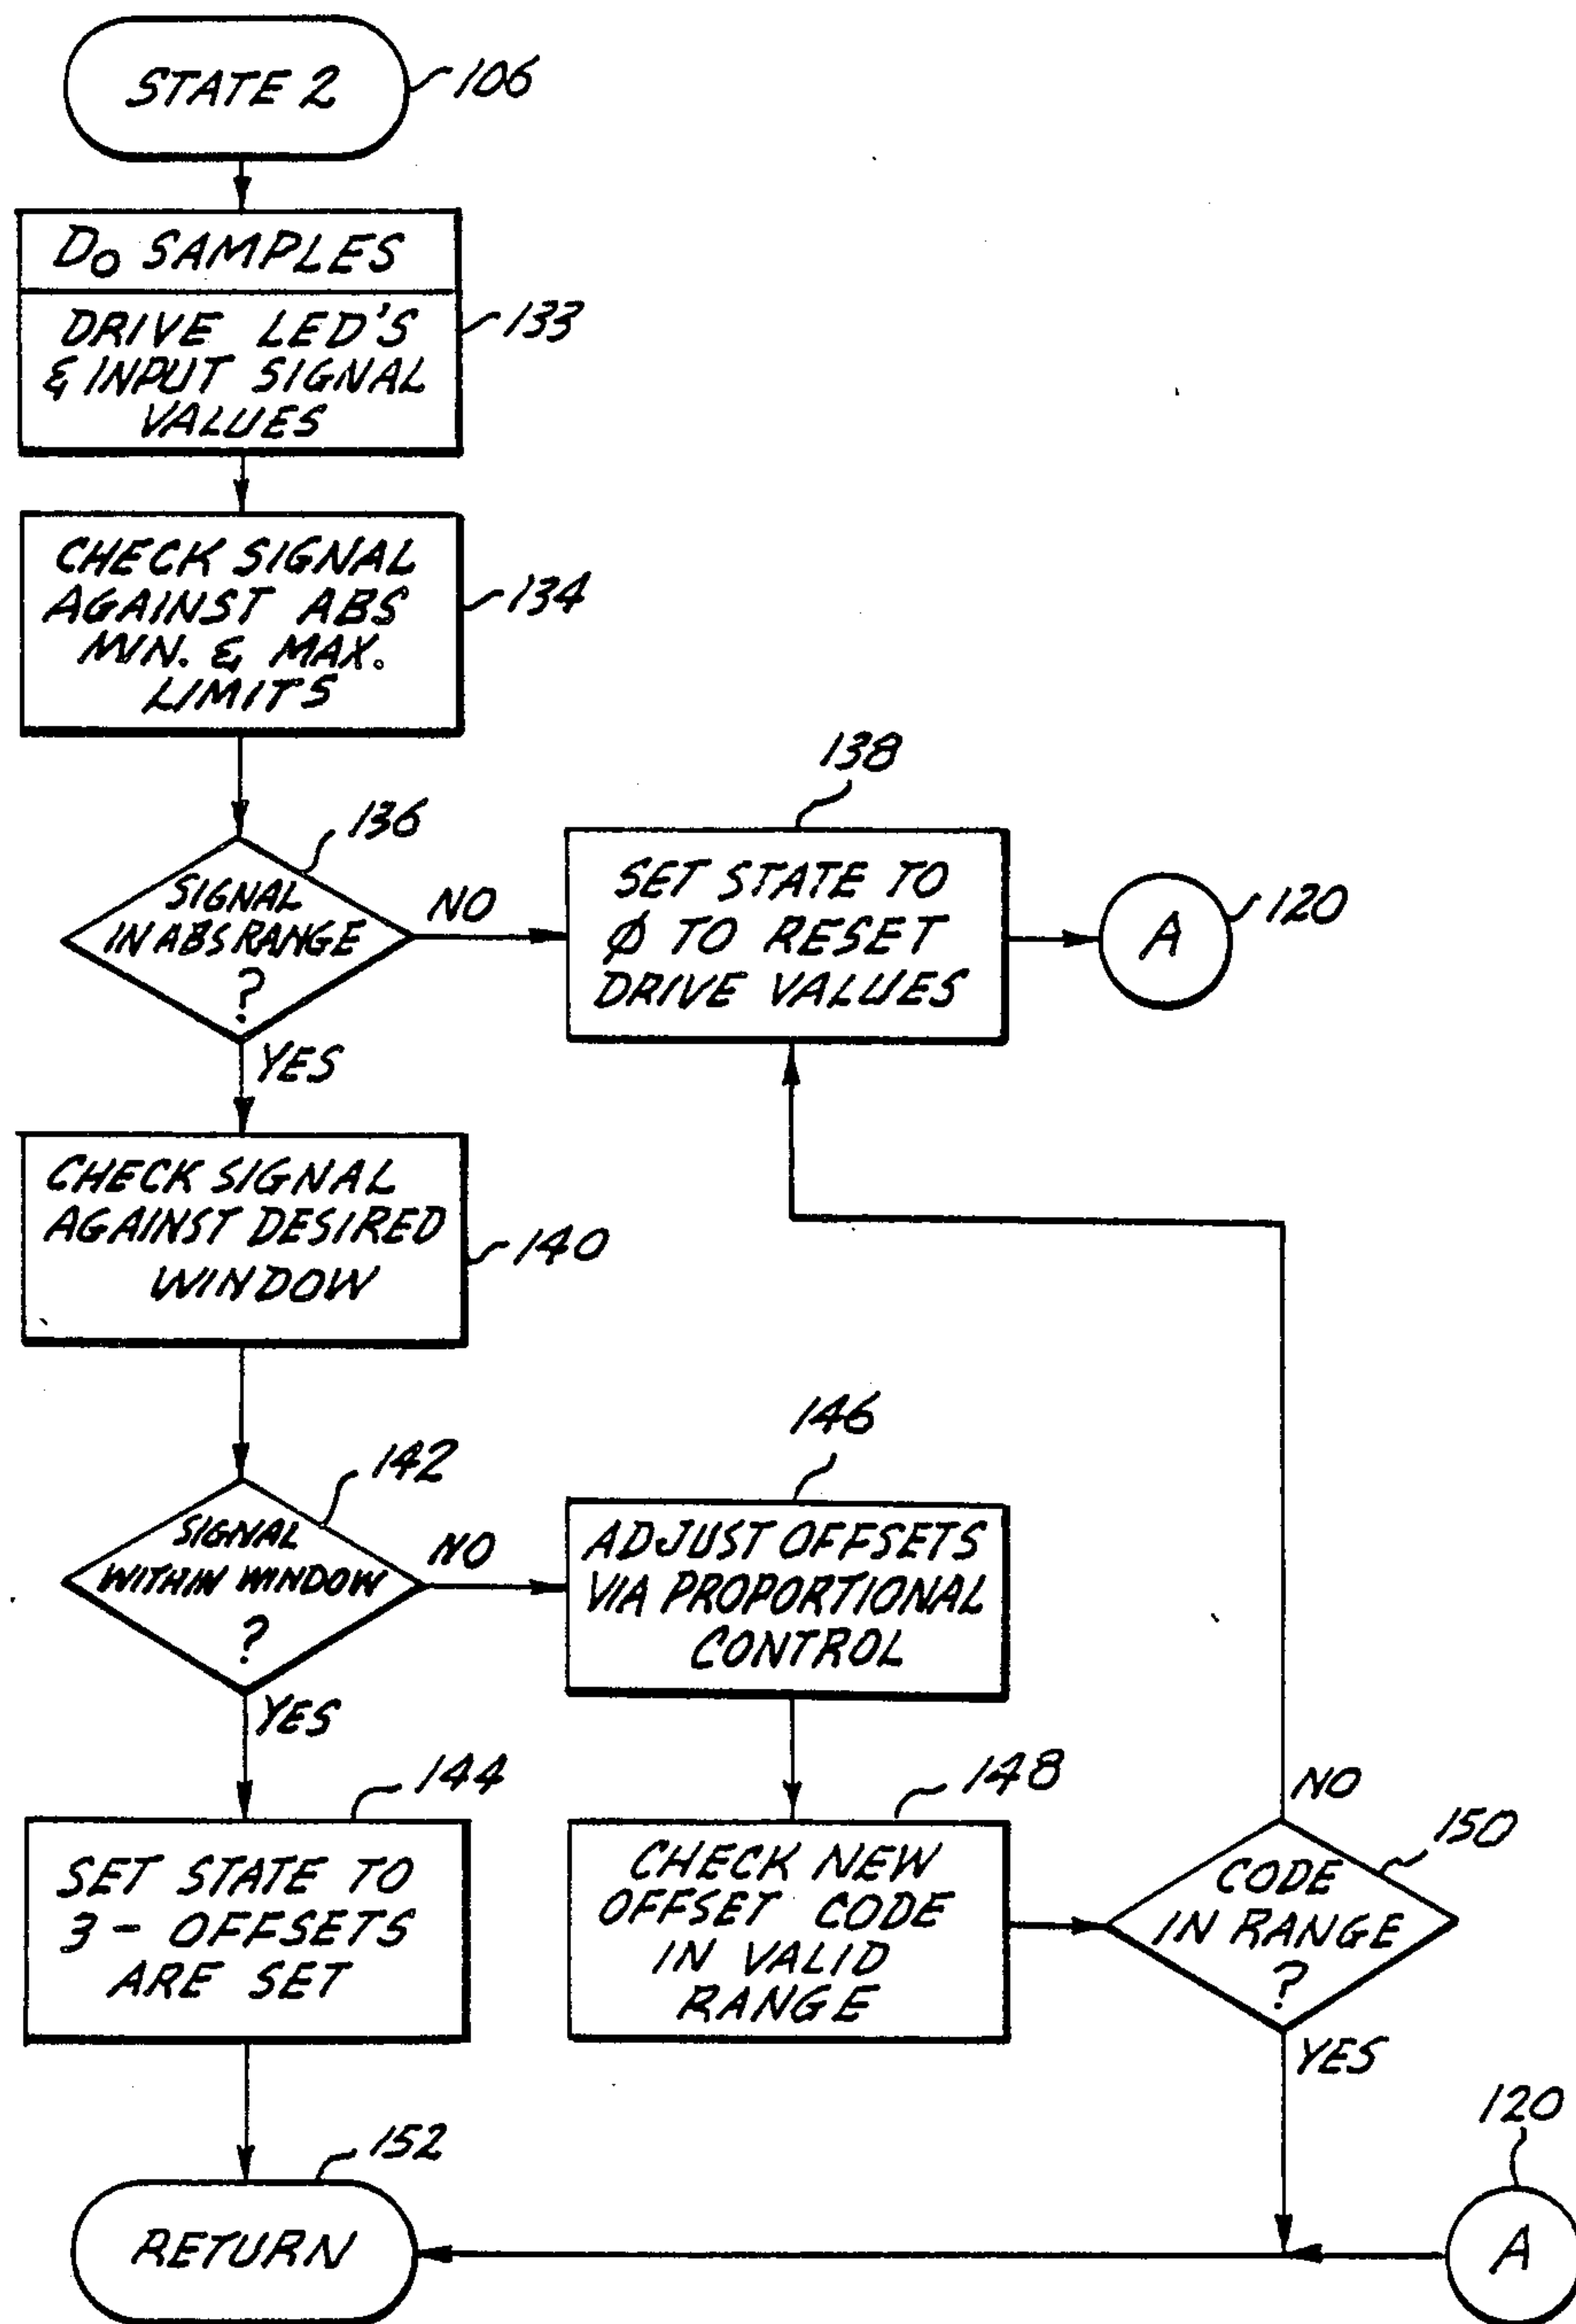 STATE 2
106
Do SAMPLES
DRIVE LED'S
& INPUT SIGNAL
VALUES
133
CHECK SIGNAL
AGAINST ABS
MIN. & MAX.
LIMITS
134
136
SIGNAL
IN ABS RANGE
?
NO
YES
138
SET STATE TO
Ø TO RESET
DRIVE VALUES
A
120
CHECK SIGNAL
AGAINST DESIRED
WINDOW
140
142
SIGNAL
WITHIN WINDOW
?
NO
YES
146
ADJUST OFFSETS
VIA PROPORTIONAL
CONTROL
144
SET STATE TO
3 - OFFSETS
ARE SET
148
CHECK NEW
OFFSET CODE
IN VALID
RANGE
NO
150
CODE
IN RANGE
?
YES
152
RETURN
120
A